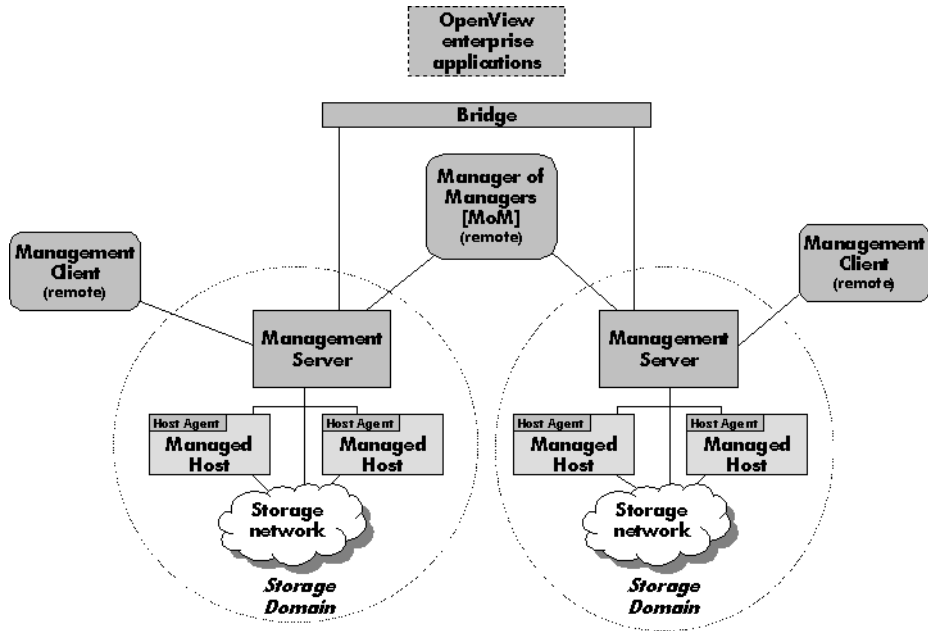 OpenView
enterprise
applications
Bridge
Manager of
Managers
[MoM]
(remote)
Management
Client
(remote)
Management
Client
(remote)
Management
Server
Management
Server
Host Agent
Managed
Host
Host Agent
Managed
Host
Host Agent
Managed
Host
Host Agent
Managed
Host
Storage
network
Storage
network
Storage
Domain
Storage
Domain